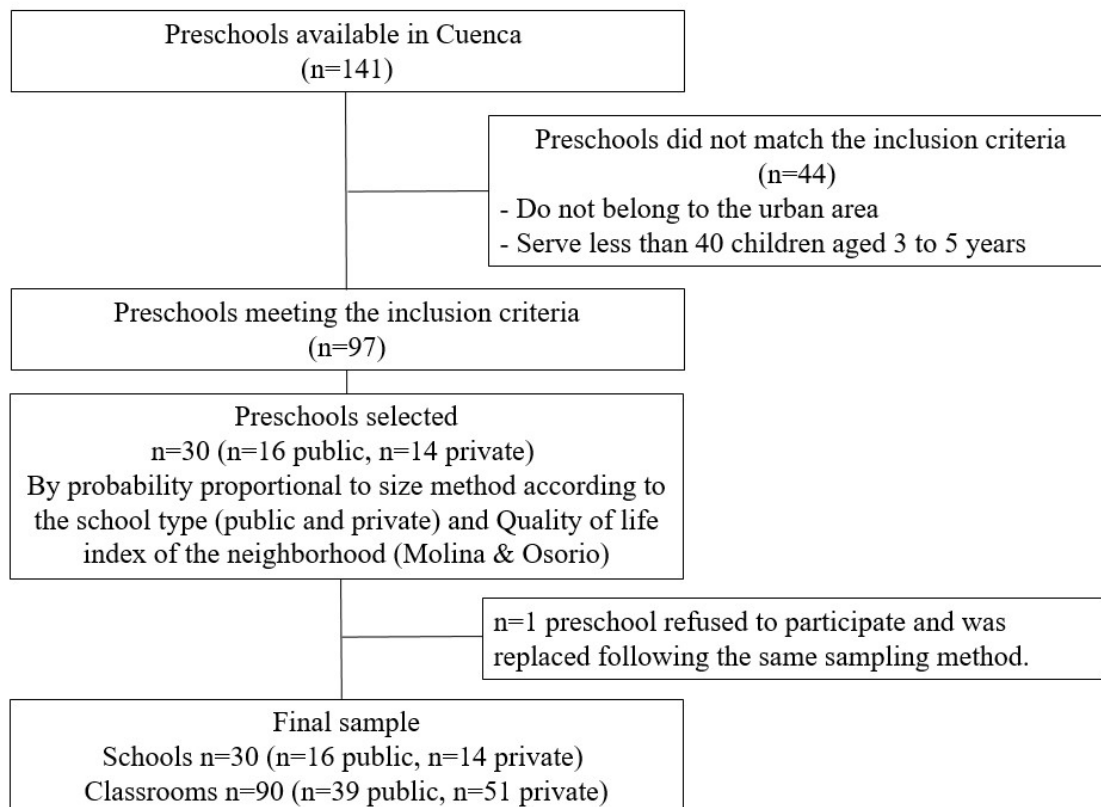 Preschools available in Cuenca
(n=141)
Preschools did not match the inclusion criteria
(n=44)
- Do not belong to the urban area
- Serve less than 40 children aged 3 to 5 years
Preschools meeting the inclusion criteria
(n=97)
Preschools selected
n=30 (n=16 public, n=14 private)
By probability proportional to size method according to
the school type (public and private) and Quality of life
index of the neighborhood (Molina & Osorio)
n=1 preschool refused to participate and was
replaced following the same sampling method.
Final sample
Schools n=30 (n=16 public, n=14 private)
Classrooms n=90 (n=39 public, n=51 private)